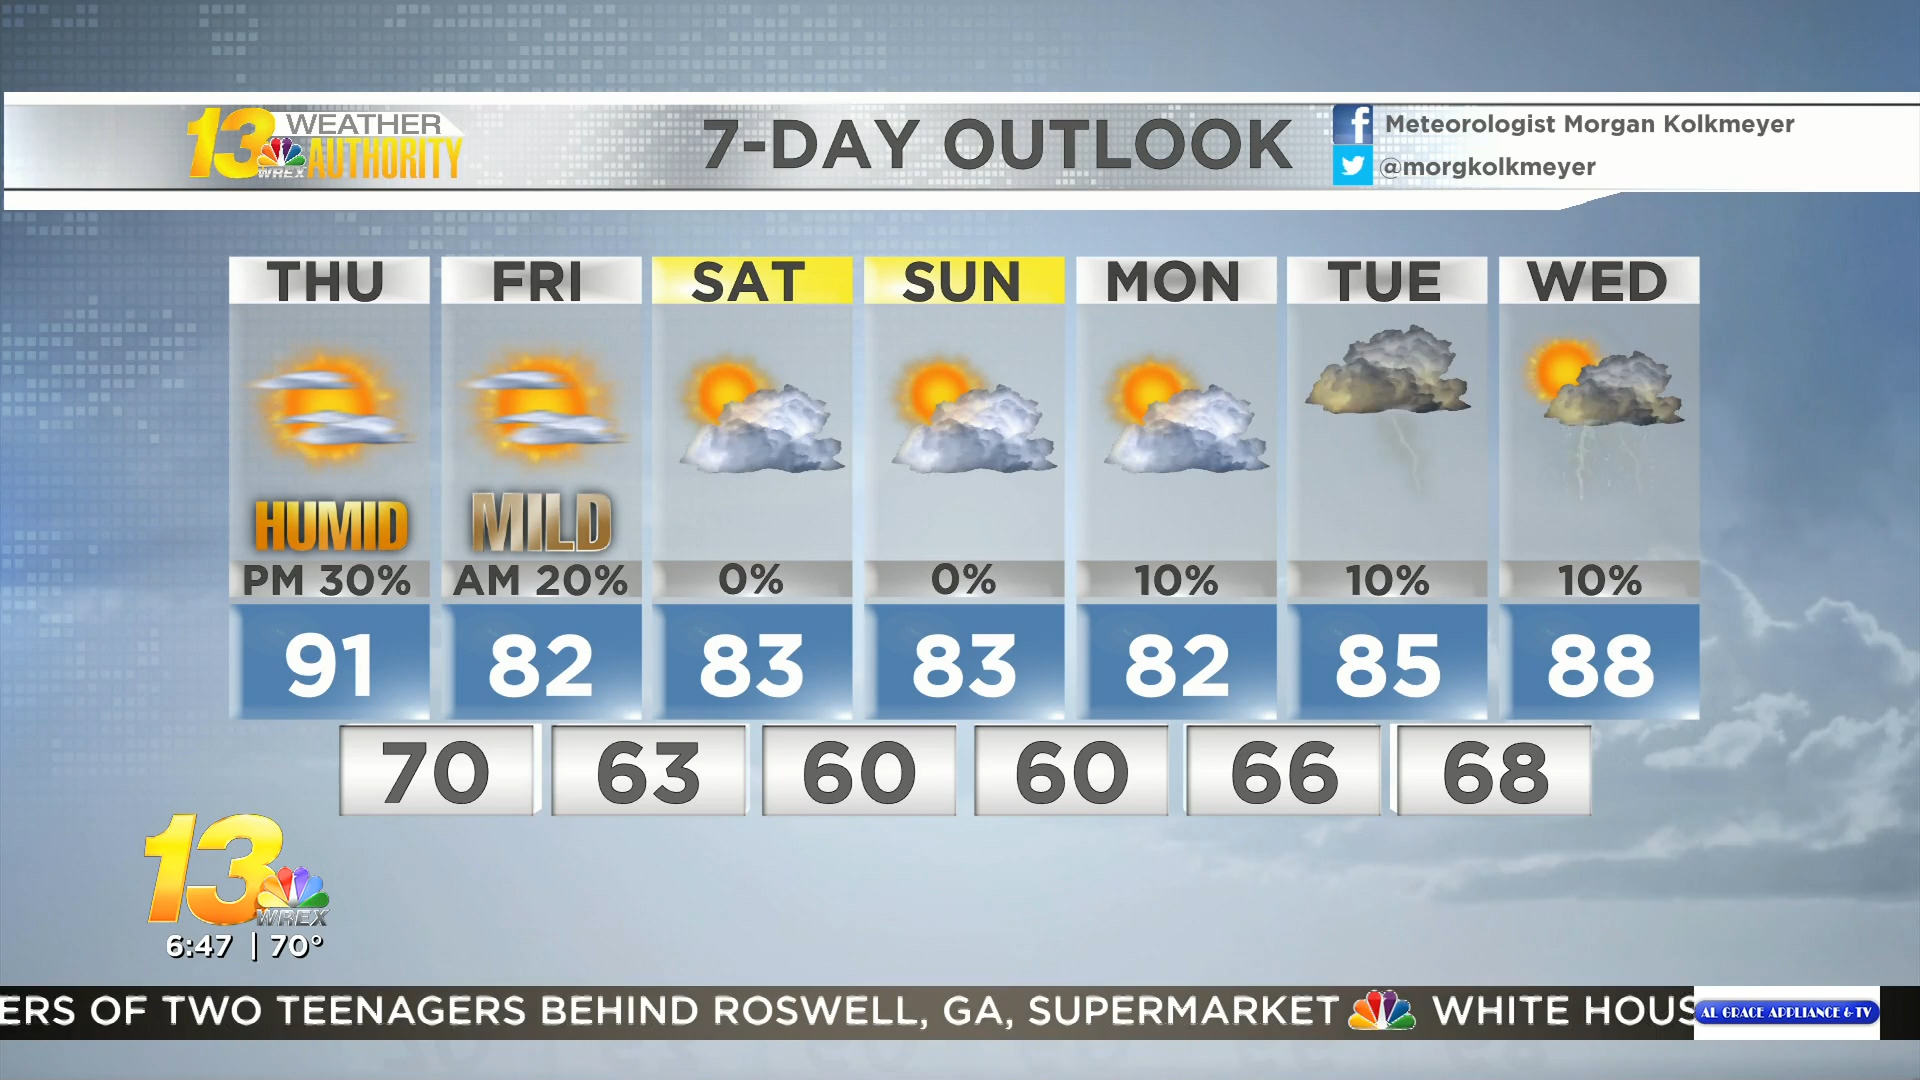 13 WEATHER
WREX AUTHORITY
7-DAY OUTLOOK
f Meteorologist Morgan Kolkmeyer
@morgkolkmeyer
THU FRI SAT SUN MON TUE WED
HUMID MILD
PM 30% AM 20% 0% 0% 10% 10% 10%
91 82 83 83 82 85 88
70 63 60 60 66 68
13
WREX
6:47 | 70°
ERS OF TWO TEENAGERS BEHIND ROSWELL, GA, SUPERMARKET WHITE HOUS
AL GRACE APPLIANCE & TV